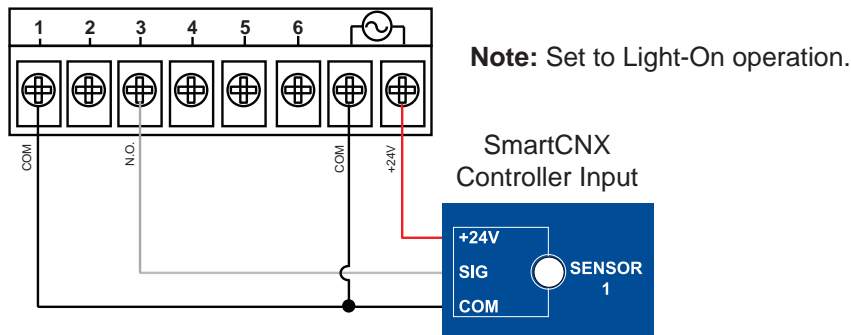 1 2 3 4 5 6
Note: Set to Light-On operation.
COM
N.O.
COM
+24V
SmartCNX
Controller Input
+24V
SIG
COM
SENSOR
1